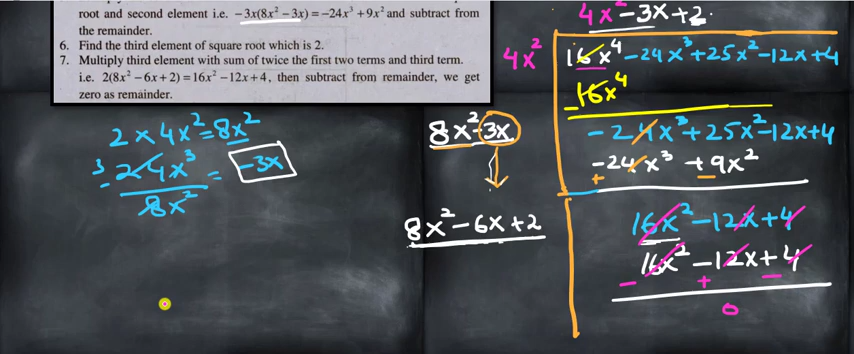 root and second element i.e. −3x(8x² − 3x) = −24x³ + 9x² and subtract from
the remainder.
6. Find the third element of square root which is 2.
7. Multiply third element with sum of twice the first two terms and third term.
i.e. 2(8x² − 6x + 2) = 16x² − 12x + 4, then subtract from remainder, we get
zero as remainder.
4x² − 3x + 2
4x² | 16x⁴ − 24x³ + 25x² − 12x + 4
− 16x⁴
2 × 4x² = 8x²
3
− 24x³ / 8x² = −3x
8x² − 3x | − 24x³ + 25x² − 12x + 4
− 24x³ + 9x²
+ −
8x² − 6x + 2 | 16x² − 12x + 4
16x² − 12x + 4
− + −
0